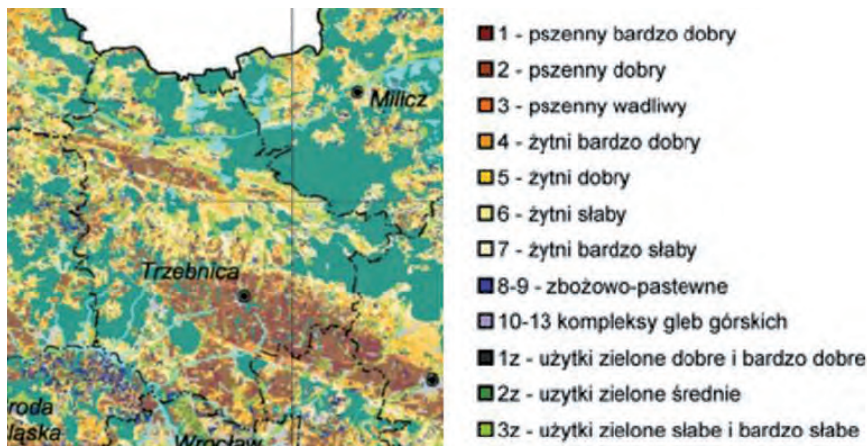 Milicz
Trzebnica
roda
ląska
Wrocław
1 - pszenny bardzo dobry
2 - pszenny dobry
3 - pszenny wadliwy
4 - żytni bardzo dobry
5 - żytni dobry
6 - żytni słaby
7 - żytni bardzo słaby
8-9 - zbożowo-pastewne
10-13 kompleksy gleb górskich
1z - użytki zielone dobre i bardzo dobre
2z - uzytki zielone średnie
3z - użytki zielone słabe i bardzo słabe